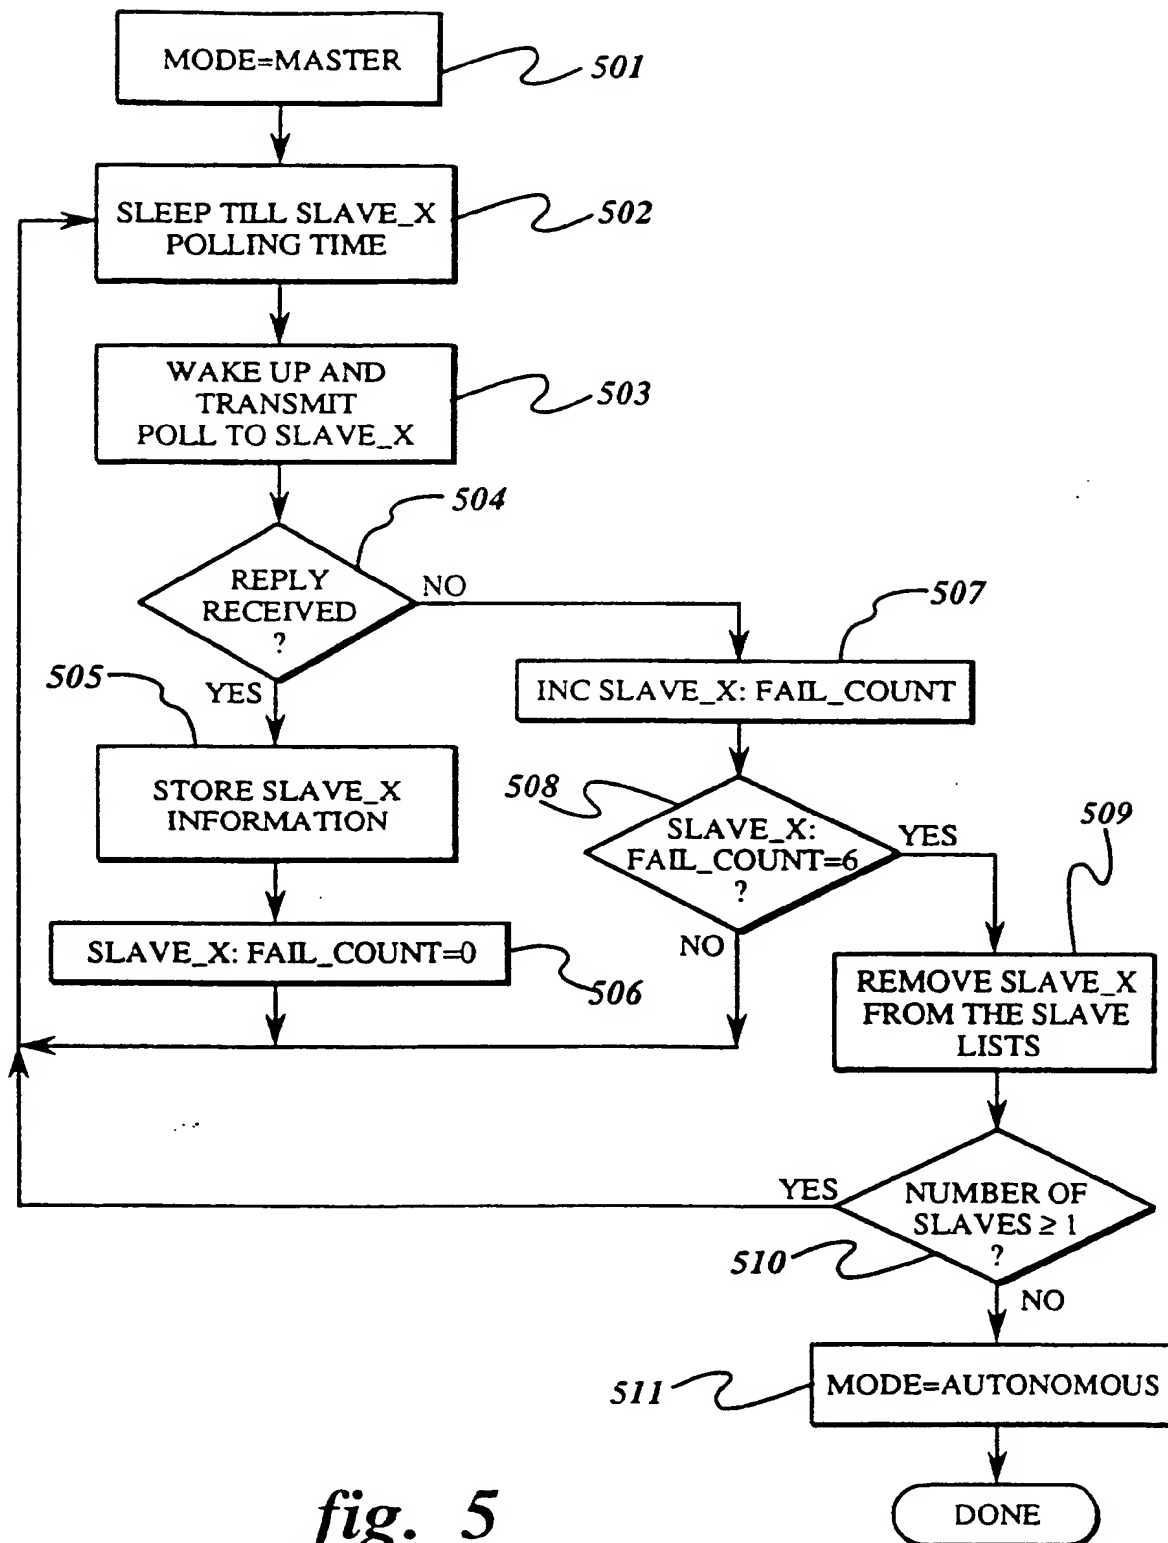 MODE=MASTER
501
SLEEP TILL SLAVE_X
POLLING TIME
502
WAKE UP AND
TRANSMIT
POLL TO SLAVE_X
503
504
REPLY
RECEIVED
?
NO
YES
505
STORE SLAVE_X
INFORMATION
SLAVE_X: FAIL_COUNT=0
506
507
INC SLAVE_X: FAIL_COUNT
508
SLAVE_X:
FAIL_COUNT=6
?
YES
NO
509
REMOVE SLAVE_X
FROM THE SLAVE
LISTS
YES
NUMBER OF
SLAVES ≥ 1
?
510
NO
511
MODE=AUTONOMOUS
DONE
fig. 5